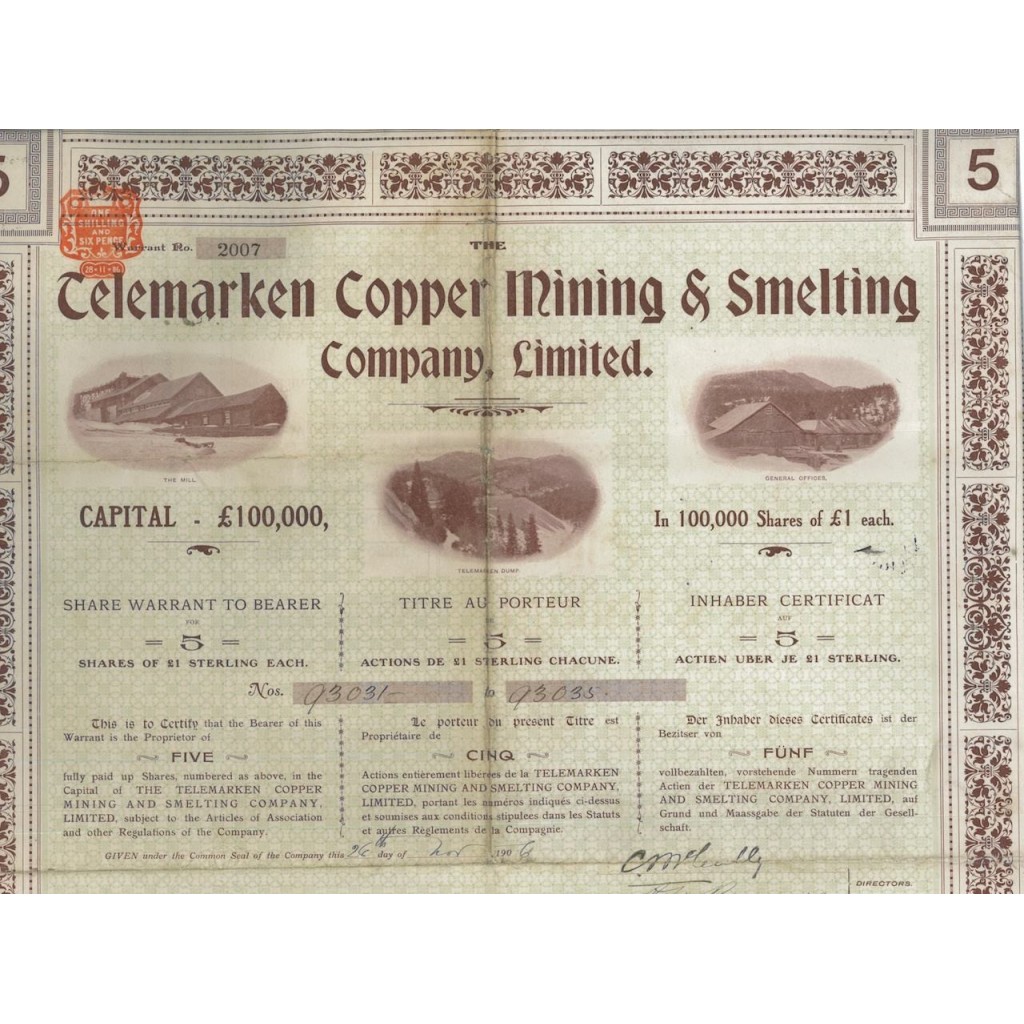 5
5
ONE
SHILLING
AND
SIX PENCE
28·11·06
Warrant No. 2007
THE
Telemarken Copper Mining & Smelting
Company, Limited.
THE MILL.
GENERAL OFFICES.
CAPITAL - £100,000,
In 100,000 Shares of £1 each.
TELEMARKEN DUMP.
SHARE WARRANT TO BEARER
FOR
= 5 =
SHARES OF £1 STERLING EACH.
TITRE AU PORTEUR
= 5 =
ACTIONS DE £1 STERLING CHACUNE.
INHABER CERTIFICAT
AUF
= 5 =
ACTIEN UBER JE £1 STERLING.
Nos. 93031 - to 93035.
This is to Certify that the Bearer of this
Warrant is the Proprietor of
FIVE
fully paid up Shares, numbered as above, in the
Capital of THE TELEMARKEN COPPER
MINING AND SMELTING COMPANY,
LIMITED, subject to the Articles of Association
and other Regulations of the Company.
Le porteur du présent Titre est
Propriétaire de
CINQ
Actions entièrement libérées de la TELEMARKEN
COPPER MINING AND SMELTING COMPANY,
LIMITED, portant les numéros indiqués ci-dessus
et soumises aux conditions stipulées dans les Statuts
et autres Règlements de la Compagnie.
Der Inhaber dieses Certificates ist der
Bezitser von
FÜNF
vollbezahlten, vorstehende Nummern tragenden
Actien der TELEMARKEN COPPER MINING
AND SMELTING COMPANY, LIMITED, auf
Grund und Maassgabe der Statuten der Gesell-
schaft.
GIVEN under the Common Seal of the Company this 26th day of Nov 1906
DIRECTORS.